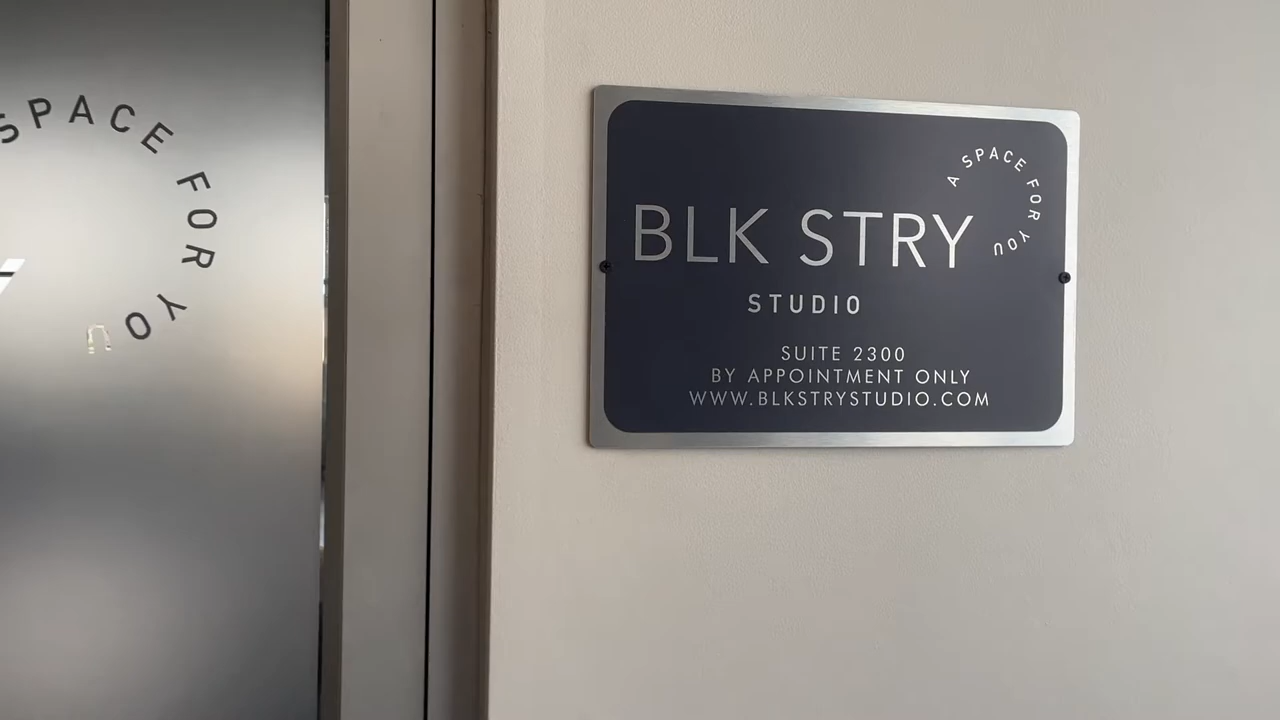 SPACE FOR YOU
A SPACE FOR YOU
BLK STRY
STUDIO
SUITE 2300
BY APPOINTMENT ONLY
WWW.BLKSTRYSTUDIO.COM